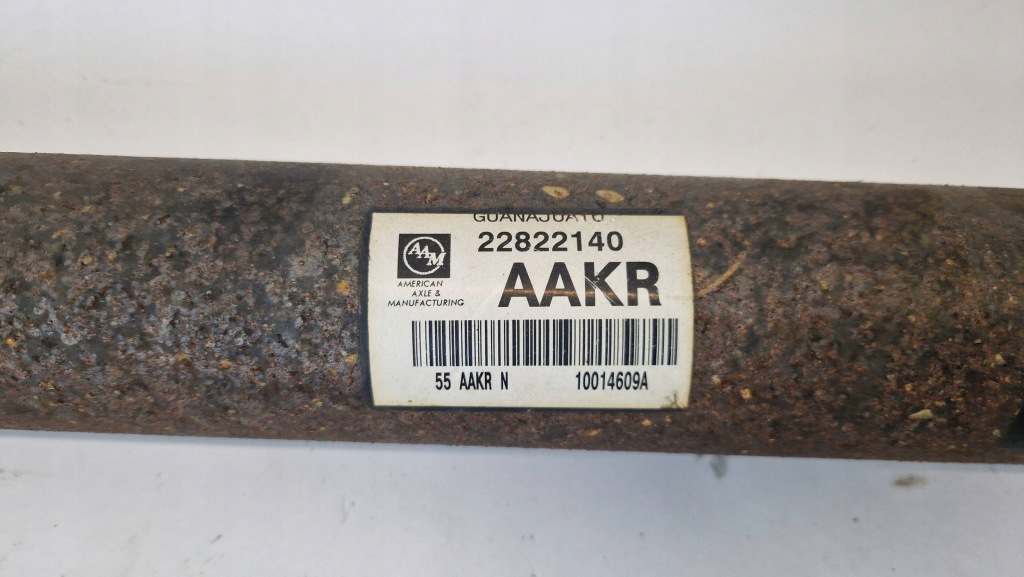 GUANAJUATO
22822140
AAM
AAKR
AMERICAN
AXLE &
MANUFACTURING
55 AAKR N 10014609A